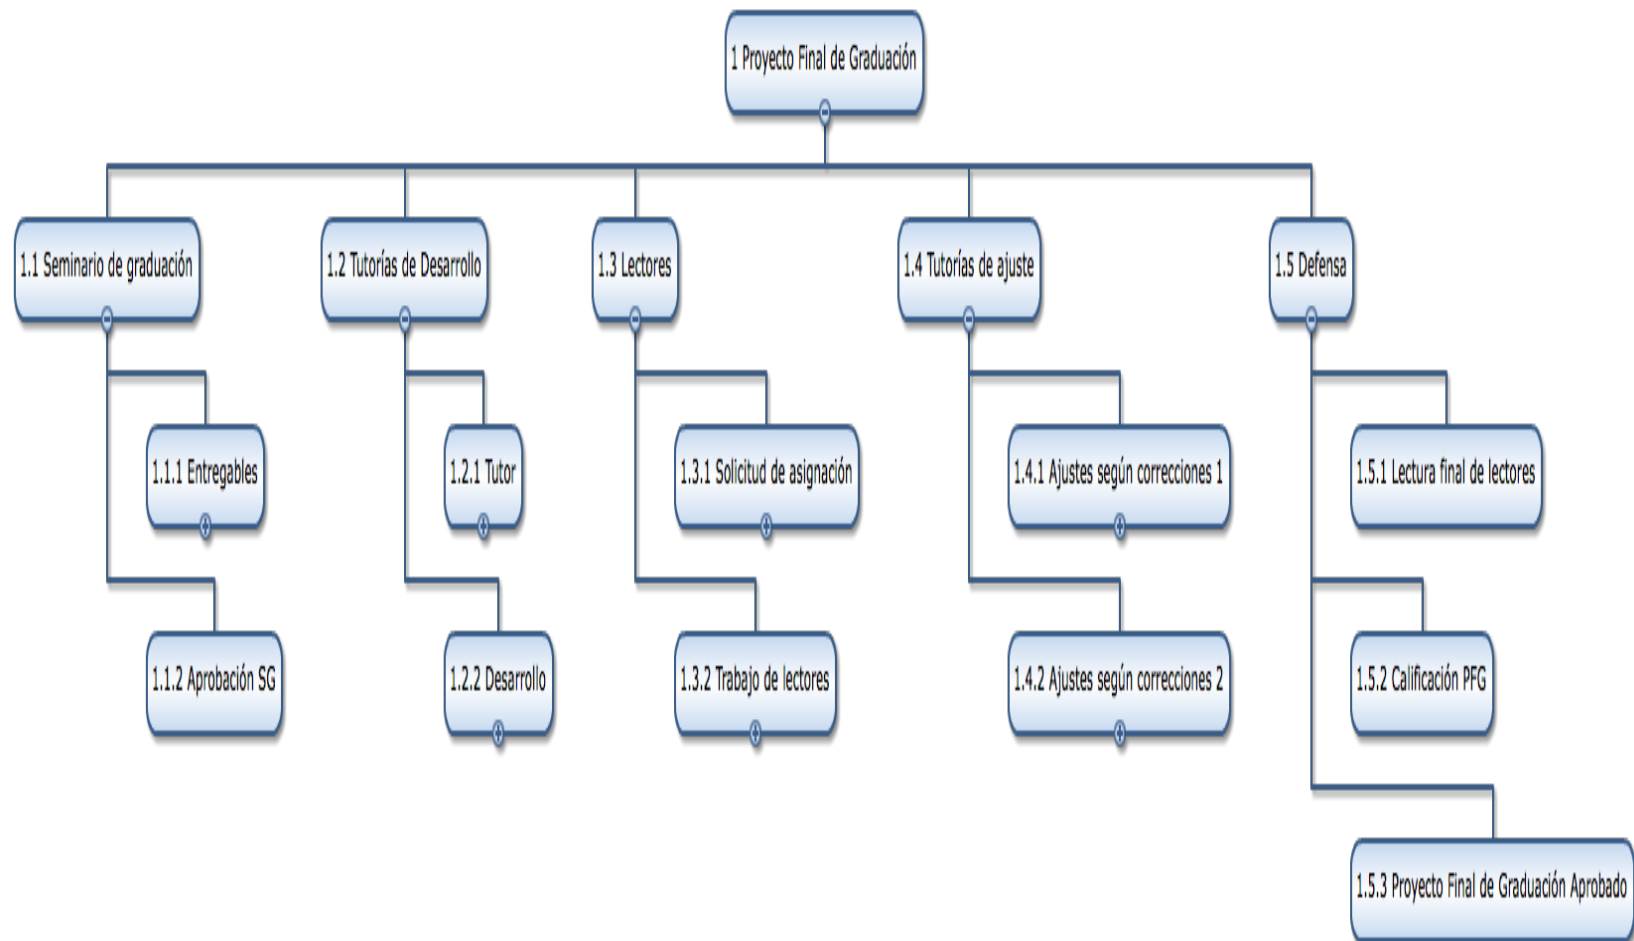 1 Proyecto Final de Graduación
1.1 Seminario de graduación
1.2 Tutorías de Desarrollo
1.3 Lectores
1.4 Tutorías de ajuste
1.5 Defensa
1.1.1 Entregables
1.2.1 Tutor
1.3.1 Solicitud de asignación
1.4.1 Ajustes según correcciones 1
1.5.1 Lectura final de lectores
1.1.2 Aprobación SG
1.2.2 Desarrollo
1.3.2 Trabajo de lectores
1.4.2 Ajustes según correcciones 2
1.5.2 Calificación PFG
1.5.3 Proyecto Final de Graduación Aprobado